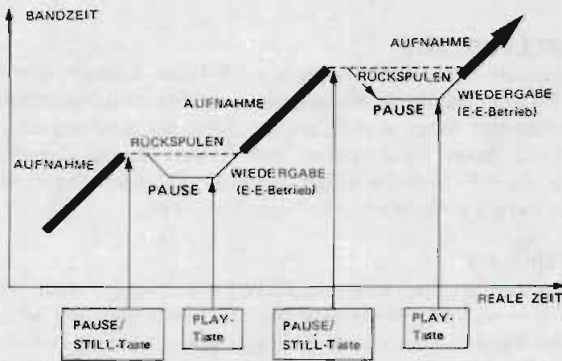 BANDZEIT
AUFNAHME
RÜCKSPULEN
PAUSE
WIEDERGABE
(E-E-Betrieb)
AUFNAHME
RÜCKSPULEN
PAUSE
WIEDERGABE
(E-E-Betrieb)
AUFNAHME
REALE ZEIT
PAUSE/
STILL-Taste
PLAY-
Taste
PAUSE/
STILL-Taste
PLAY-
Taste